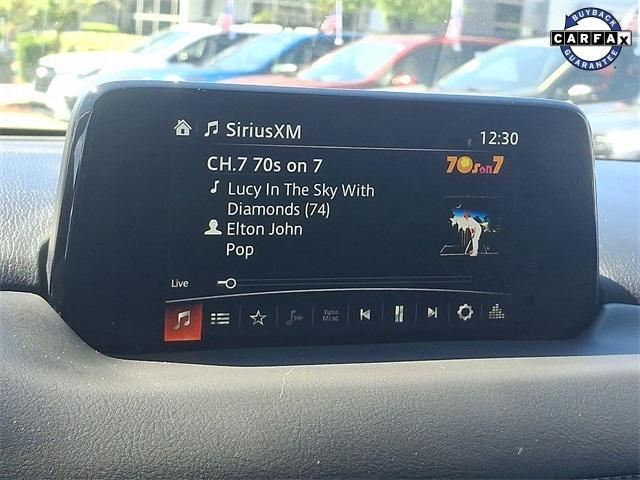 BUYBACK
CARFAX
GUARANTEE
SiriusXM
12:30
CH.7 70s on 7
70s on 7
Lucy In The Sky With
Diamonds (74)
Elton John
Pop
Live
Tune
Mixer